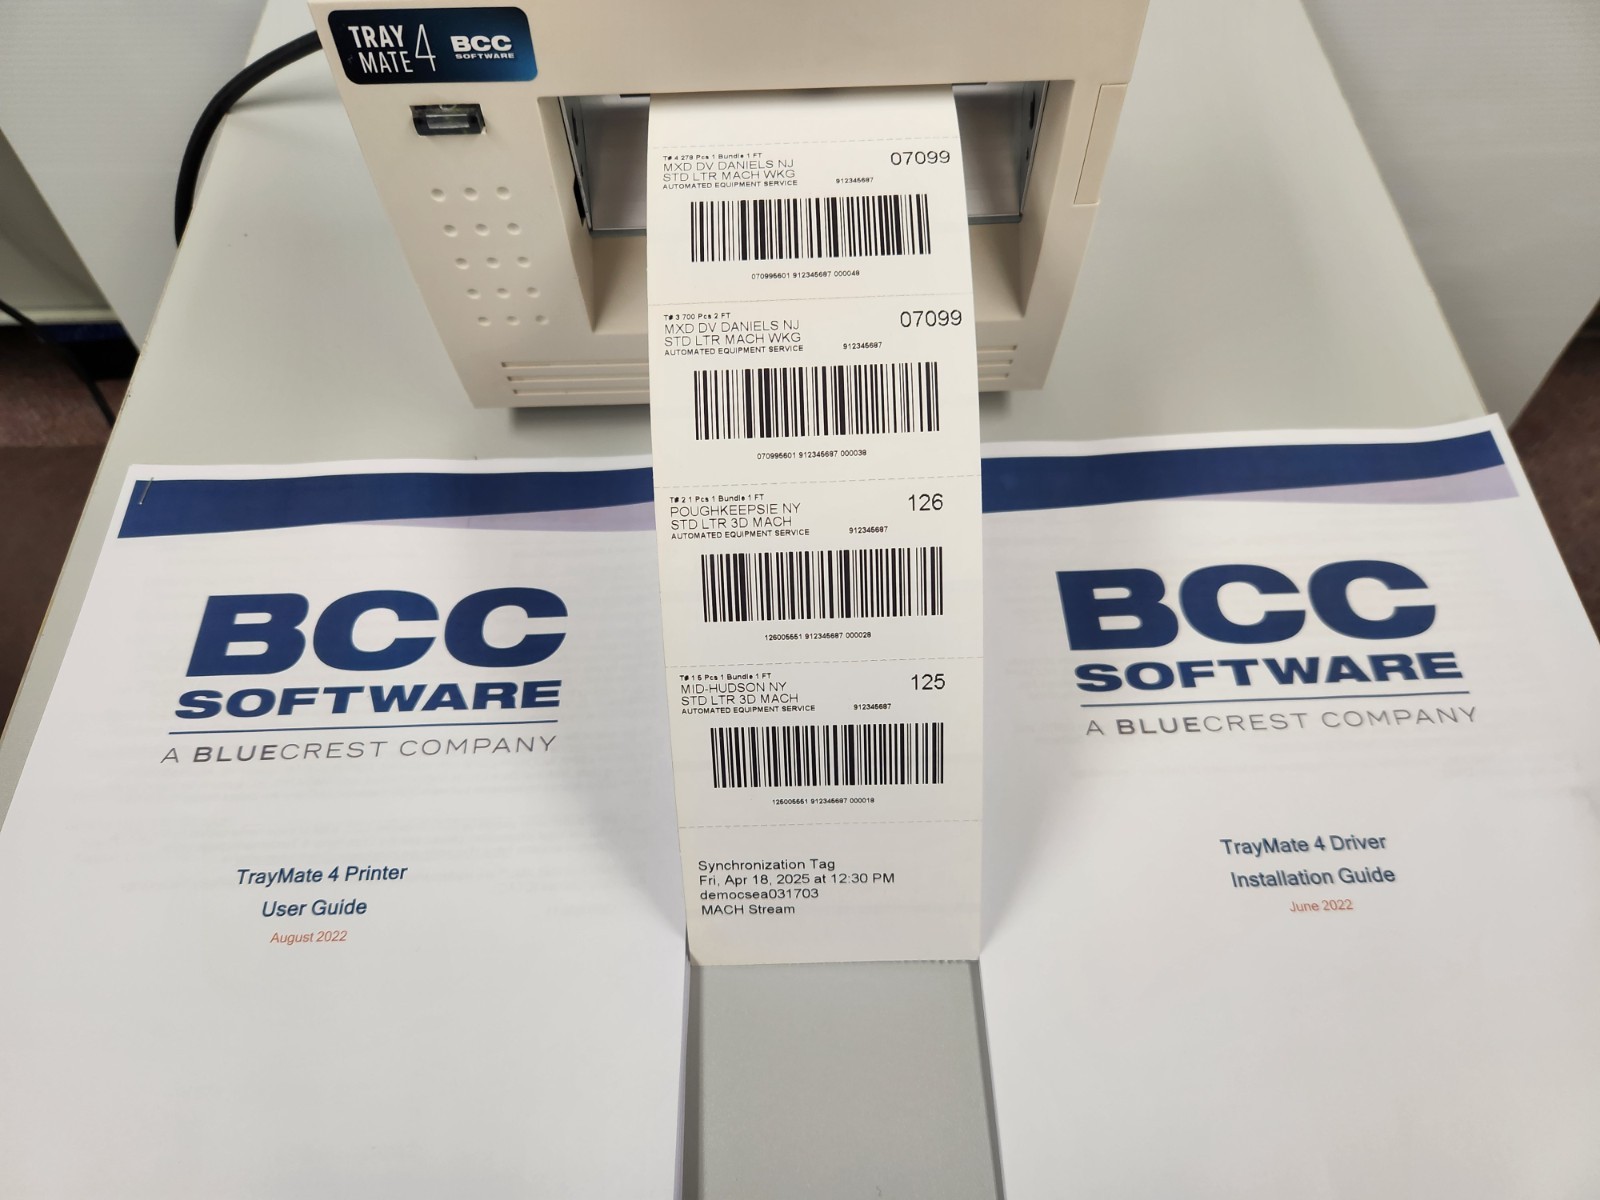 TRAY
MATE 4
BCC
SOFTWARE
T# 4 279 Pcs 1 Bundle 1 FT
MXD DV DANIELS NJ
STD LTR MACH WKG
AUTOMATED EQUIPMENT SERVICE
07099
912345687
070995601 912345687 000048
T# 3 700 Pcs 2 FT
MXD DV DANIELS NJ
STD LTR MACH WKG
AUTOMATED EQUIPMENT SERVICE
07099
912345687
070995601 912345687 000038
T# 2 1 Pcs 1 Bundle 1 FT
POUGHKEEPSIE NY
STD LTR 3D MACH
AUTOMATED EQUIPMENT SERVICE
126
912345687
126005551 912345687 000028
T# 1 5 Pcs 1 Bundle 1 FT
MID-HUDSON NY
STD LTR 3D MACH
AUTOMATED EQUIPMENT SERVICE
125
912345687
125005551 912345687 000018
Synchronization Tag
Fri, Apr 18, 2025 at 12:30 PM
democsea031703
MACH Stream
BCC
SOFTWARE
A BLUECREST COMPANY
TrayMate 4 Printer
User Guide
August 2022
BCC
SOFTWARE
A BLUECREST COMPANY
TrayMate 4 Driver
Installation Guide
June 2022